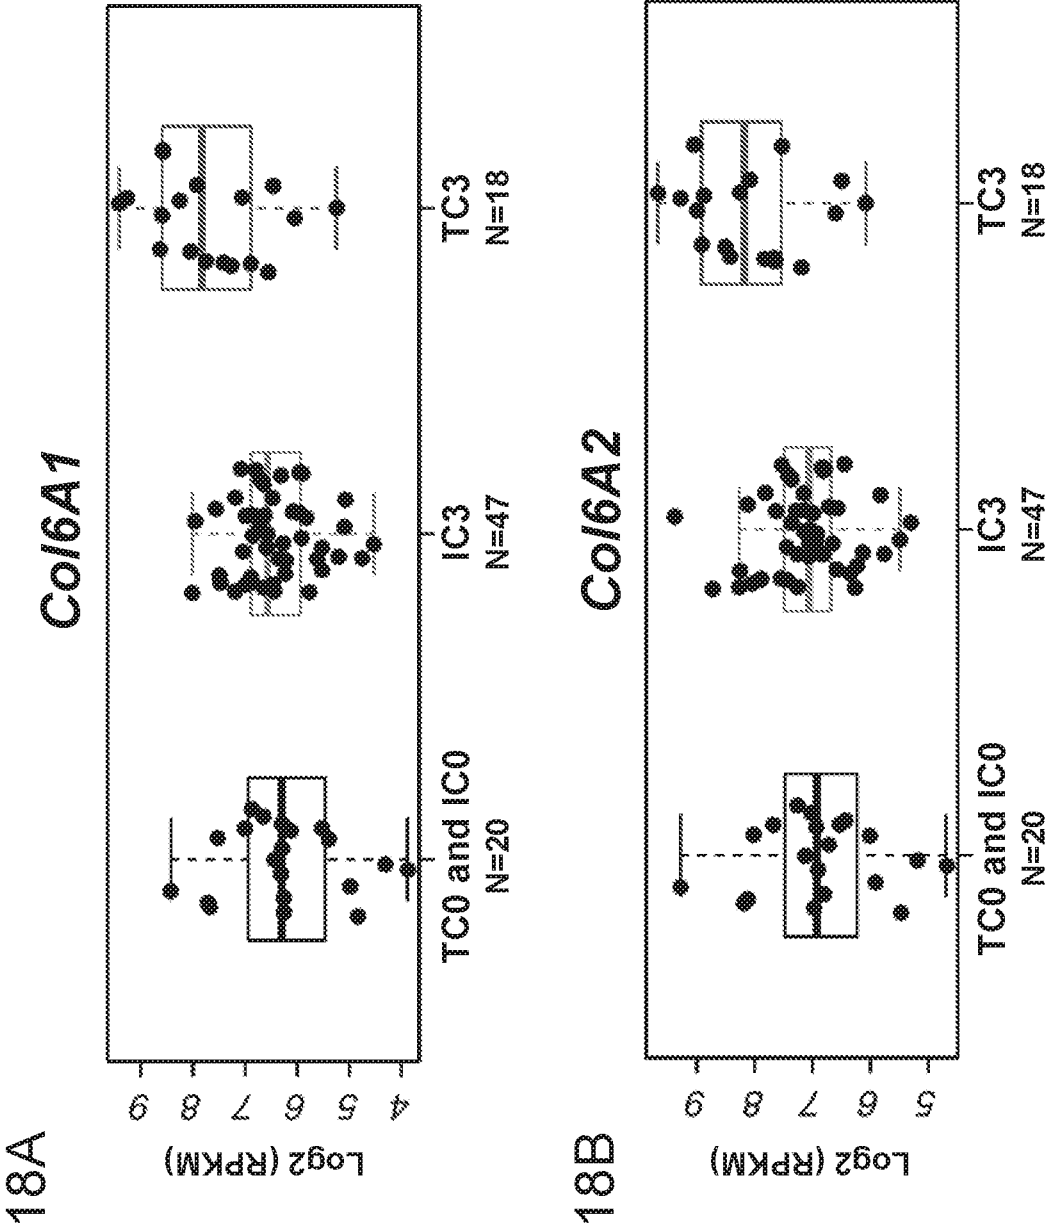 18A
Col6A1
Log2 (RPKM)
9
8
7
6
5
4
TC0 and IC0
N=20
IC3
N=47
TC3
N=18
18B
Col6A2
Log2 (RPKM)
9
8
7
6
5
TC0 and IC0
N=20
IC3
N=47
TC3
N=18